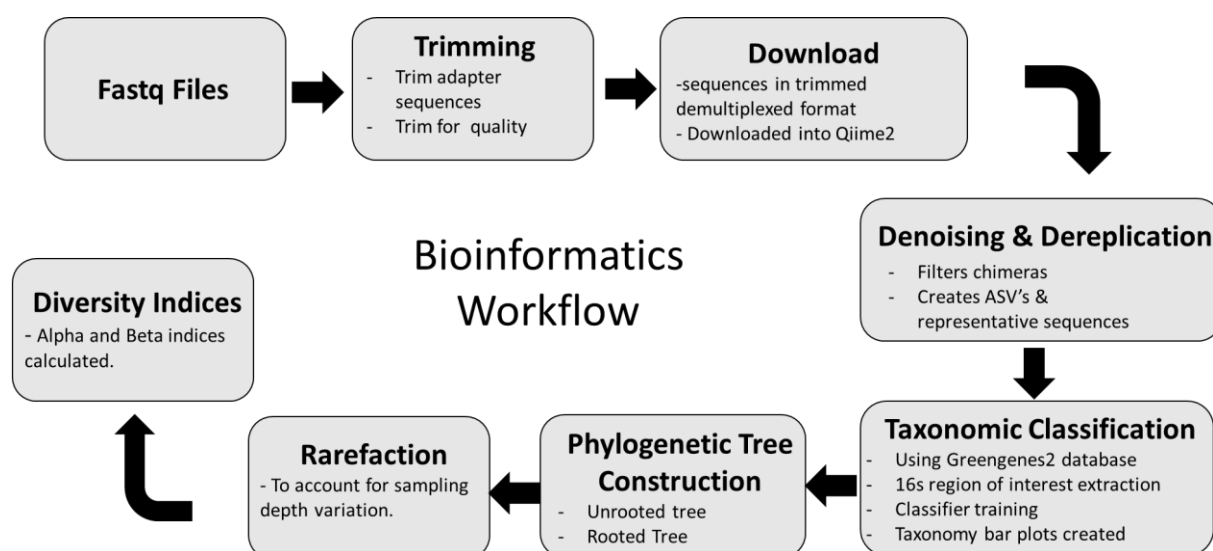 Fastq Files
Trimming
- Trim adapter
sequences
- Trim for quality
Download
-sequences in trimmed
demultiplexed format
- Downloaded into Qiime2
Denoising & Dereplication
- Filters chimeras
- Creates ASV's &
representative sequences
Bioinformatics
Workflow
Taxonomic Classification
- Using Greengenes2 database
- 16s region of interest extraction
- Classifier training
- Taxonomy bar plots created
Phylogenetic Tree
Construction
- Unrooted tree
- Rooted Tree
Rarefaction
- To account for sampling
depth variation.
Diversity Indices
- Alpha and Beta indices
calculated.